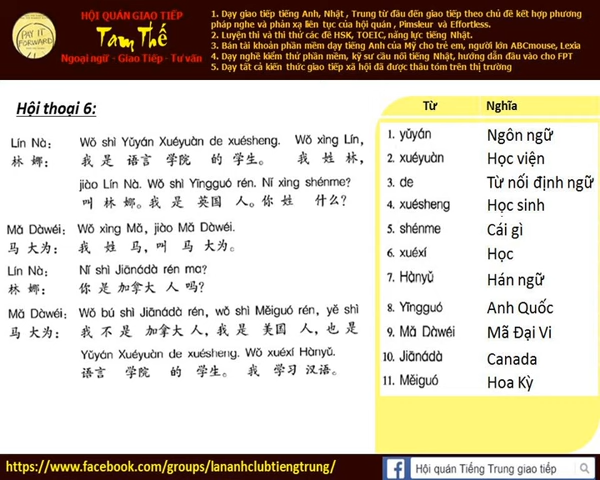 PAY IT FORWARD
HỘI QUÁN GIAO TIẾP
Tam Thế
Ngoại ngữ - Giao Tiếp - Tư vấn
1. Dạy giao tiếp tiếng Anh, Nhật , Trung từ đầu đến giao tiếp theo chủ đề kết hợp phương
pháp nghe và phản xạ liên tục của hội quán , Pimsleur và Effortless.
2. Luyện thi và thi thử các đề HSK, TOEIC, năng lực tiếng Nhật.
3. Bán tài khoản phần mềm dạy tiếng Anh của Mỹ cho trẻ em, người lớn ABCmouse, Lexia
4. Dạy nghề kiểm thử phần mềm, kỹ sư cầu nối tiếng Nhật, hướng dẫn đầu vào cho FPT
5. Dạy tất cả kiến thức giao tiếp xã hội đã được thâu tóm trên thị trường
Hội thoại 6:
Lín Nà: Wǒ shì Yǔyán Xuéyuàn de xuésheng. Wǒ xìng Lín,
林 娜: 我 是 语言 学院 的 学生。 我 姓 林,
jiào Lín Nà. Wǒ shì Yīngguó rén. Nǐ xìng shénme?
叫 林 娜。我 是 英国 人。你 姓 什么?
Mǎ Dàwéi: Wǒ xìng Mǎ, jiào Mǎ Dàwéi.
马 大为: 我 姓 马, 叫 马 大为。
Lín Nà: Nǐ shì Jiānádà rén ma?
林 娜: 你 是 加拿大 人 吗?
Mǎ Dàwéi: Wǒ bú shì Jiānádà rén, wǒ shì Měiguó rén, yě shì
马 大为: 我 不 是 加拿大 人, 我 是 美国 人, 也 是
Yǔyán Xuéyuàn de xuésheng. Wǒ xuéxí Hànyǔ.
语言 学院 的 学生。 我 学习 汉语。
Từ Nghĩa
1. yǔyán Ngôn ngữ
2. xuéyuàn Học viện
3. de Từ nối định ngữ
4. xuésheng Học sinh
5. shénme Cái gì
6. xuéxí Học
7. Hànyǔ Hán ngữ
8. Yīngguó Anh Quốc
9. Mǎ Dàwéi Mã Đại Vi
10. Jiānádà Canada
11. Měiguó Hoa Kỳ
https://www.facebook.com/groups/lananhclubtiengtrung/
Hội quán Tiếng Trung giao tiếp